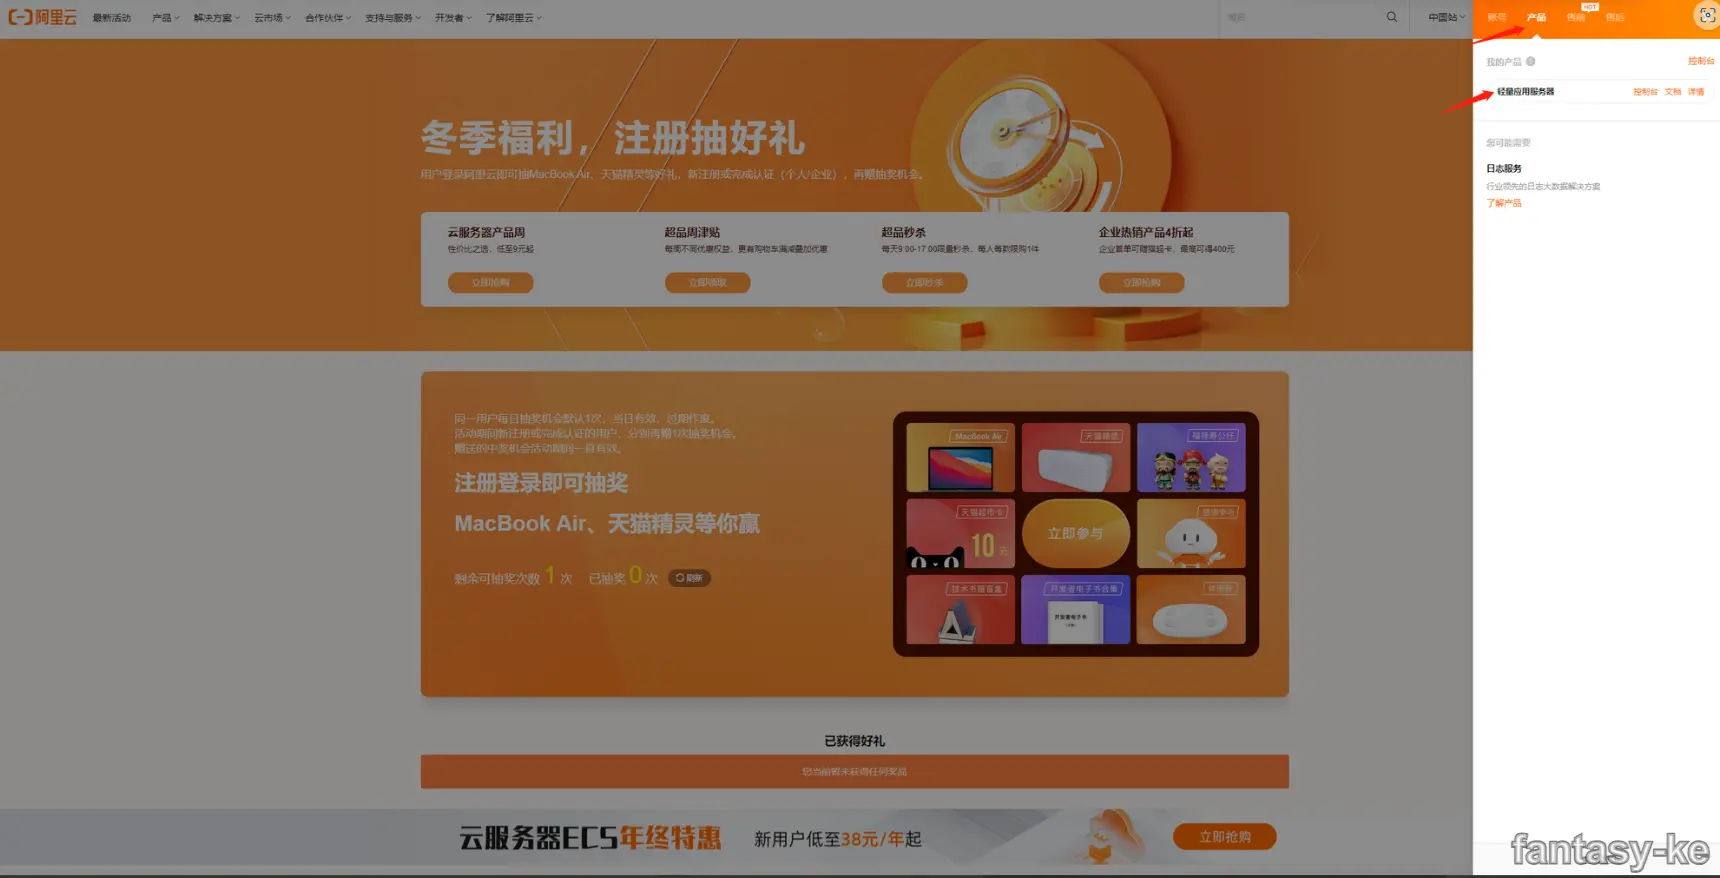 阿里云
最新活动 产品 解决方案 云市场 合作伙伴 支持与服务 开发者 了解阿里云
搜索
中国站
账号 产品 售前 售后
HOT
我的产品
控制台
轻量应用服务器
控制台 文档 详情
您可能需要
日志服务
行业领先的日志大数据解决方案
了解产品
冬季福利，注册抽好礼
用户登录阿里云即可抽MacBook Air、天猫精灵等好礼，新注册或完成认证（个人/企业），再赠抽奖机会。
云服务器产品周
性价比之选，低至9元起
立即抢购
超品周津贴
每周不同优惠权益，更有购物车满减叠加优惠
立即领取
超品秒杀
每天9:00-17:00限量秒杀，每人每款限购1件
立即秒杀
企业热销产品4折起
企业首单可赠猫超卡，最高可得400元
立即抢购
同一用户每日抽奖机会默认1次，当日有效，过期作废。
活动期间新注册或完成认证的用户，分别再赠1次抽奖机会。
赠送的中奖机会活动期间一直有效。
注册登录即可抽奖
MacBook Air、天猫精灵等你赢
剩余可抽奖次数 1 次 已抽奖 0 次
刷新
MacBook Air
天猫精灵
福禄寿公仔
天猫超市卡
10元
立即参与
感谢参与
技术书籍盲盒
开发者电子书合集
开发者电子书
体脂秤
已获得好礼
您当前暂未获得任何奖品
云服务器ECS年终特惠
新用户低至38元/年起
立即抢购
fantasy-ke